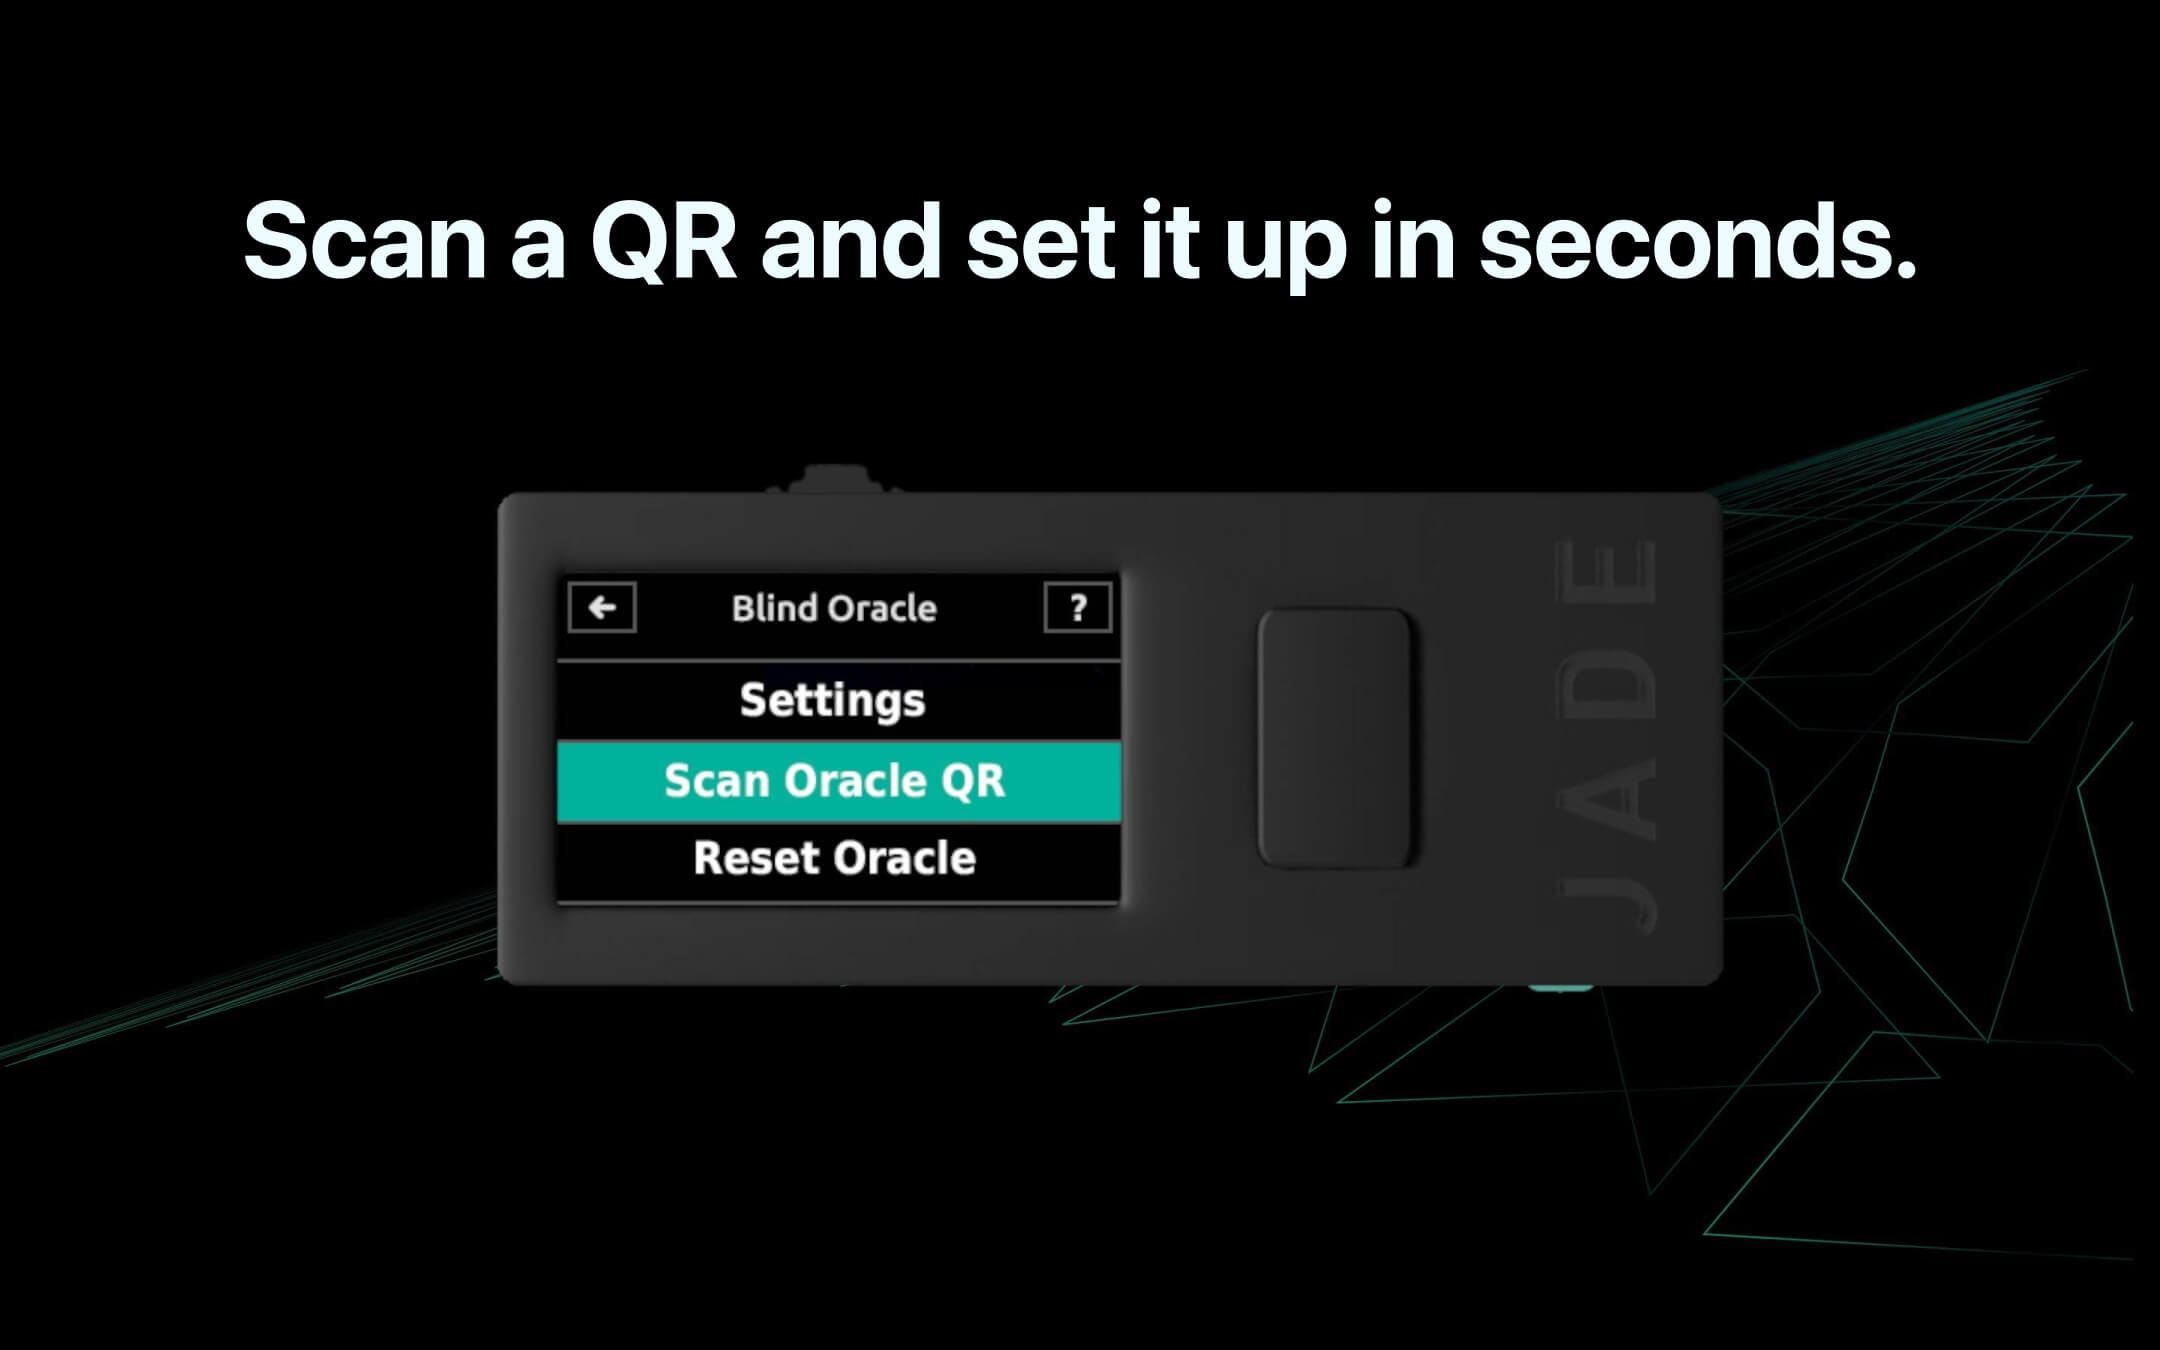 Scan a QR and set it up in seconds.
Blind Oracle
?
Settings
Scan Oracle QR
Reset Oracle
JADE